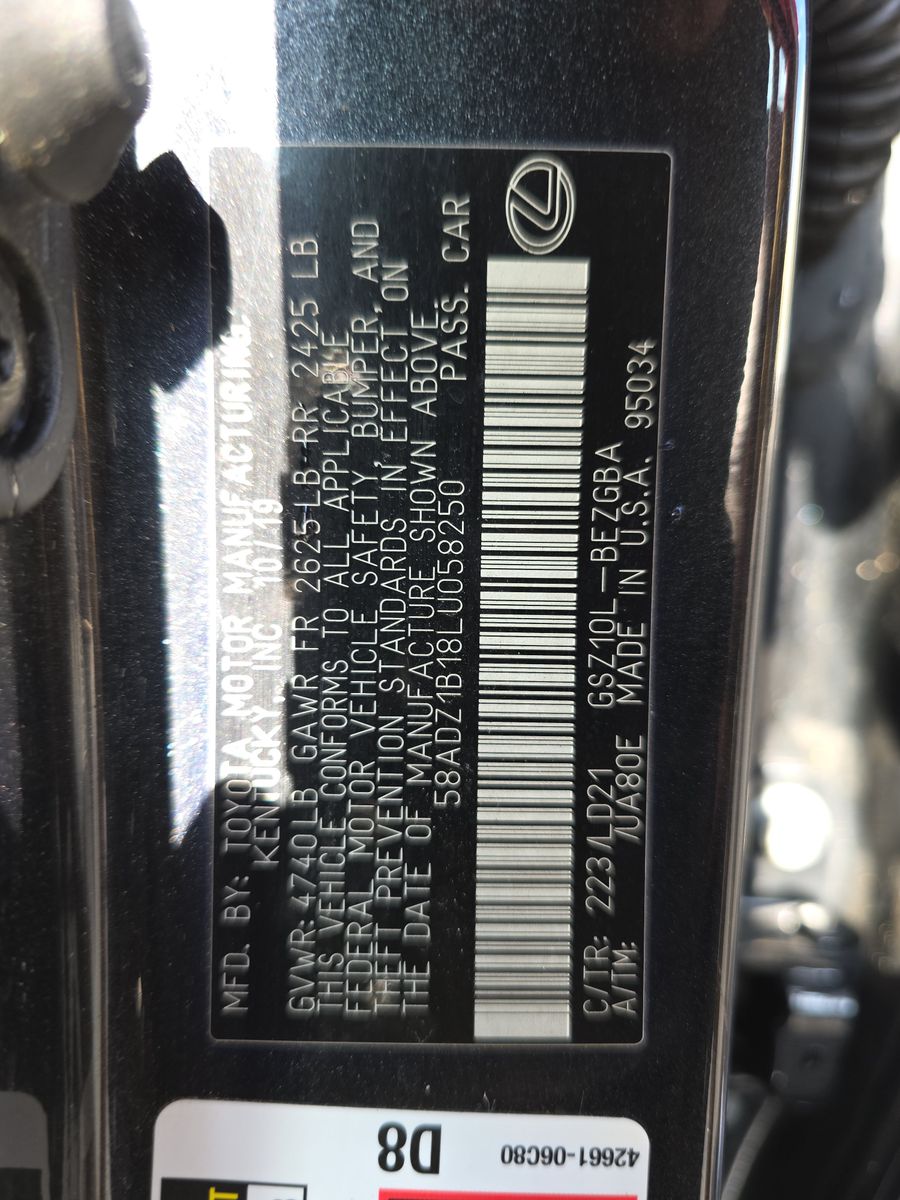 MFD. BY: TOYOTA MOTOR MANUFACTURING,
KENTUCKY, INC 10/19
GVWR: 4740LB GAWR FR 2625 LB RR 2425 LB
THIS VEHICLE CONFORMS TO ALL APPLICABLE
FEDERAL MOTOR VEHICLE SAFETY, BUMPER, AND
THEFT PREVENTION STANDARDS IN EFFECT ON
THE DATE OF MANUFACTURE SHOWN ABOVE.
58ADZ1B18LU058250 PASS. CAR
C/TR: 223/LD21 GSZ10L-BEZGBA
A/TM: /UA80E MADE IN U.S.A. 95034
D8
42661-06C80